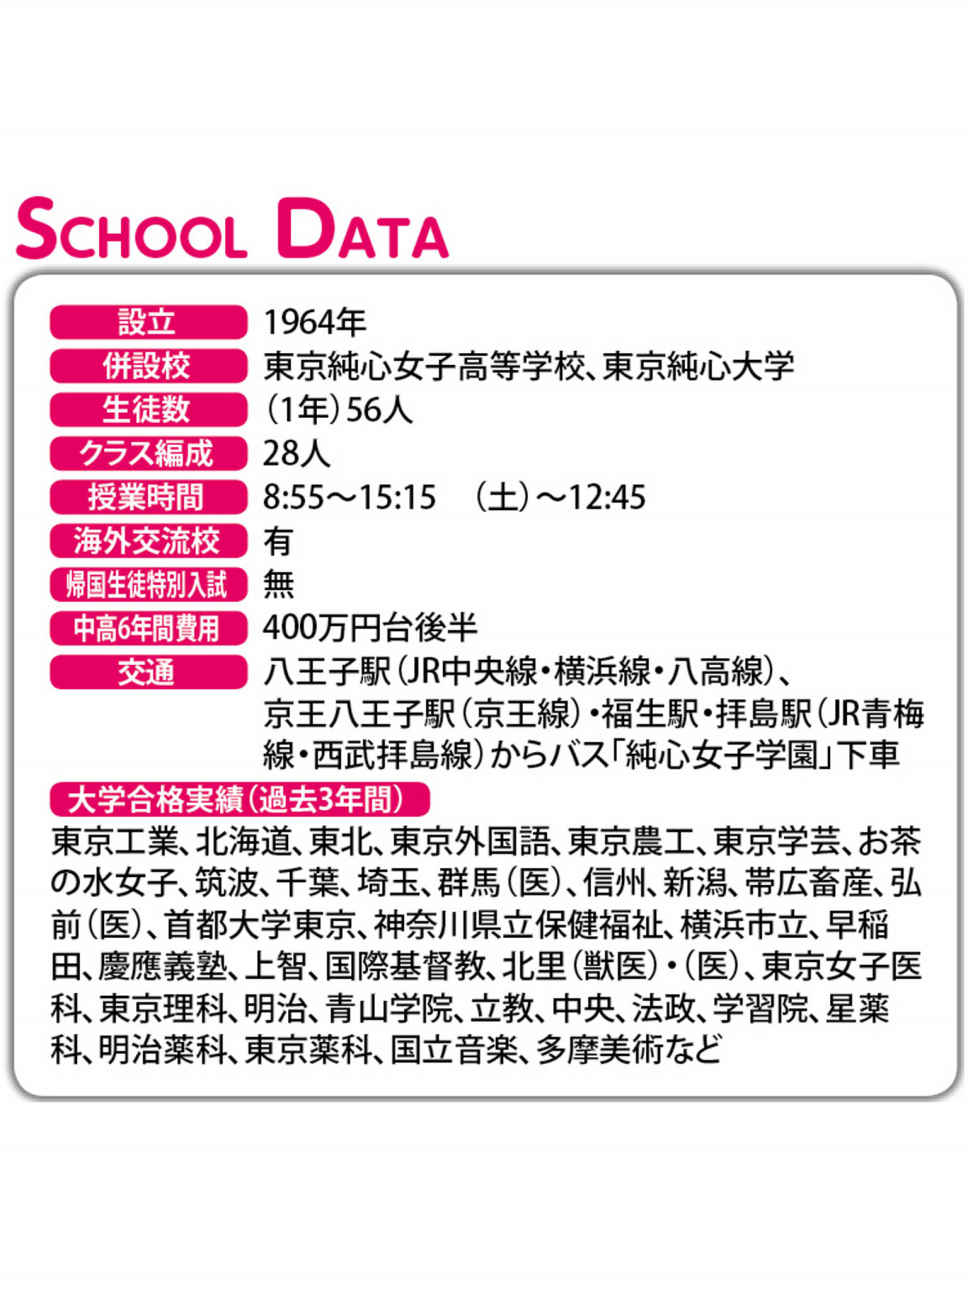 SCHOOL DATA
設立 1964年
併設校 東京純心女子高等学校、東京純心大学
生徒数 （1年）56人
クラス編成 28人
授業時間 8:55〜15:15 （土）〜12:45
海外交流校 有
帰国生徒特別入試 無
中高6年間費用 400万円台後半
交通 八王子駅（JR中央線・横浜線・八高線）、
京王八王子駅（京王線）・福生駅・拝島駅（JR青梅
線・西武拝島線）からバス「純心女子学園」下車
大学合格実績（過去3年間）
東京工業、北海道、東北、東京外国語、東京農工、東京学芸、お茶
の水女子、筑波、千葉、埼玉、群馬（医）、信州、新潟、帯広畜産、弘
前（医）、首都大学東京、神奈川県立保健福祉、横浜市立、早稲
田、慶應義塾、上智、国際基督教、北里（獣医）・（医）、東京女子医
科、東京理科、明治、青山学院、立教、中央、法政、学習院、星薬
科、明治薬科、東京薬科、国立音楽、多摩美術など